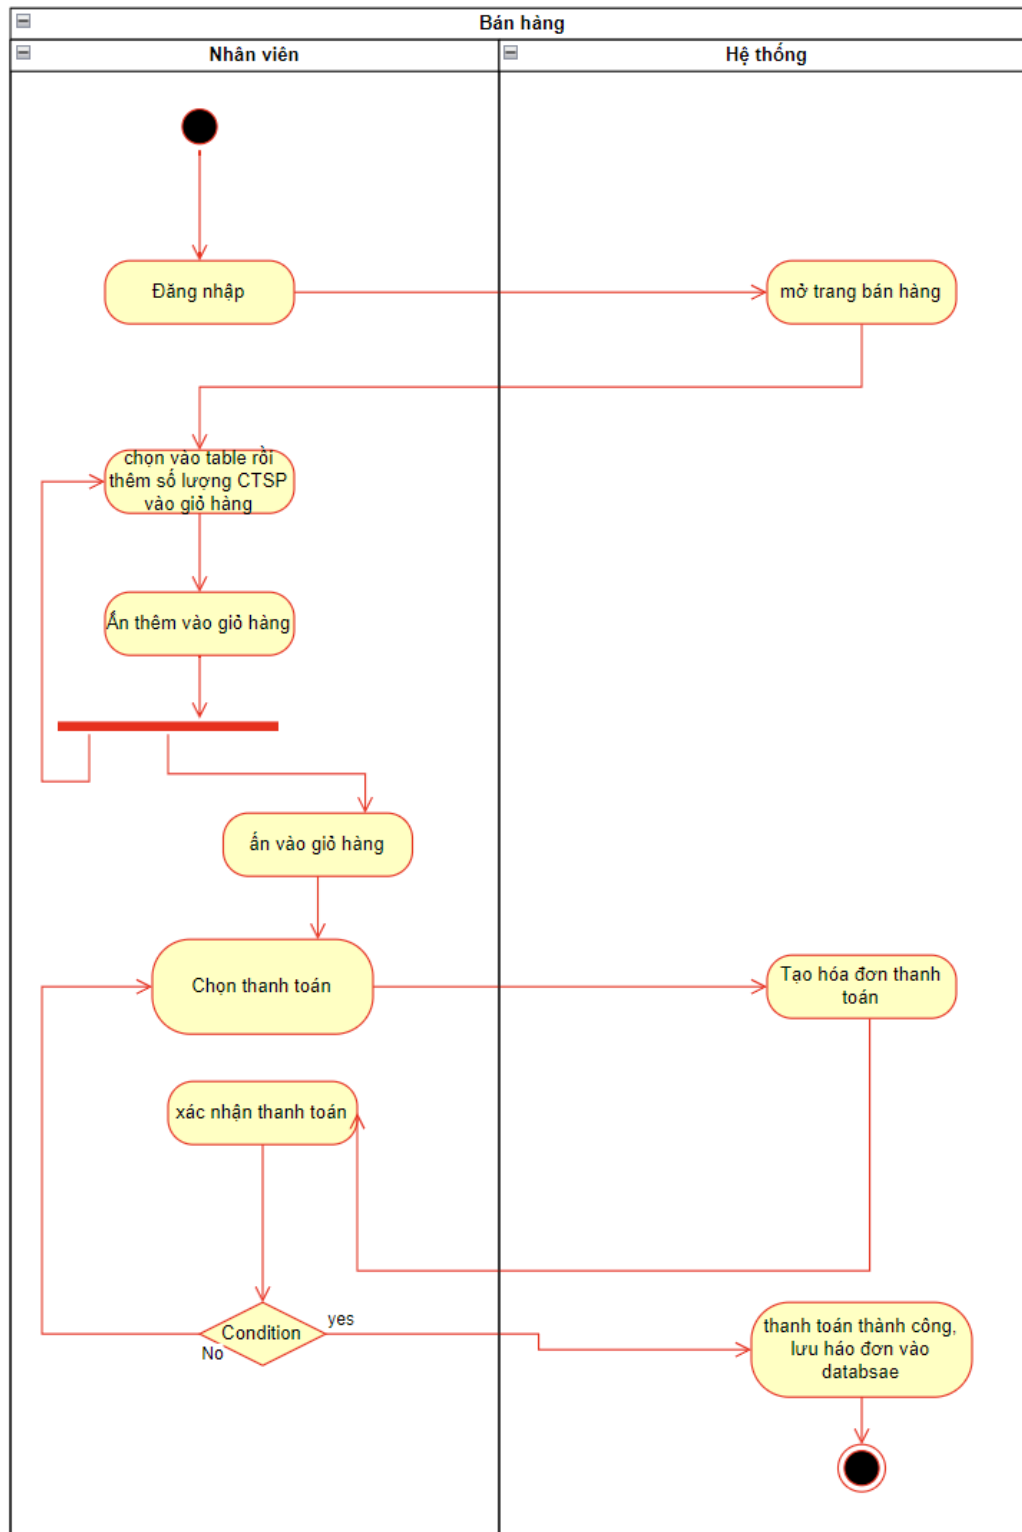 Bán hàng
Nhân viên
Hệ thống
Đăng nhập
mở trang bán hàng
chọn vào table rồi
thêm số lượng CTSP
vào giỏ hàng
Ấn thêm vào giỏ hàng
ấn vào giỏ hàng
Chọn thanh toán
Tạo hóa đơn thanh
toán
xác nhận thanh toán
Condition
yes
No
thanh toán thành công,
lưu háo đơn vào
databsae